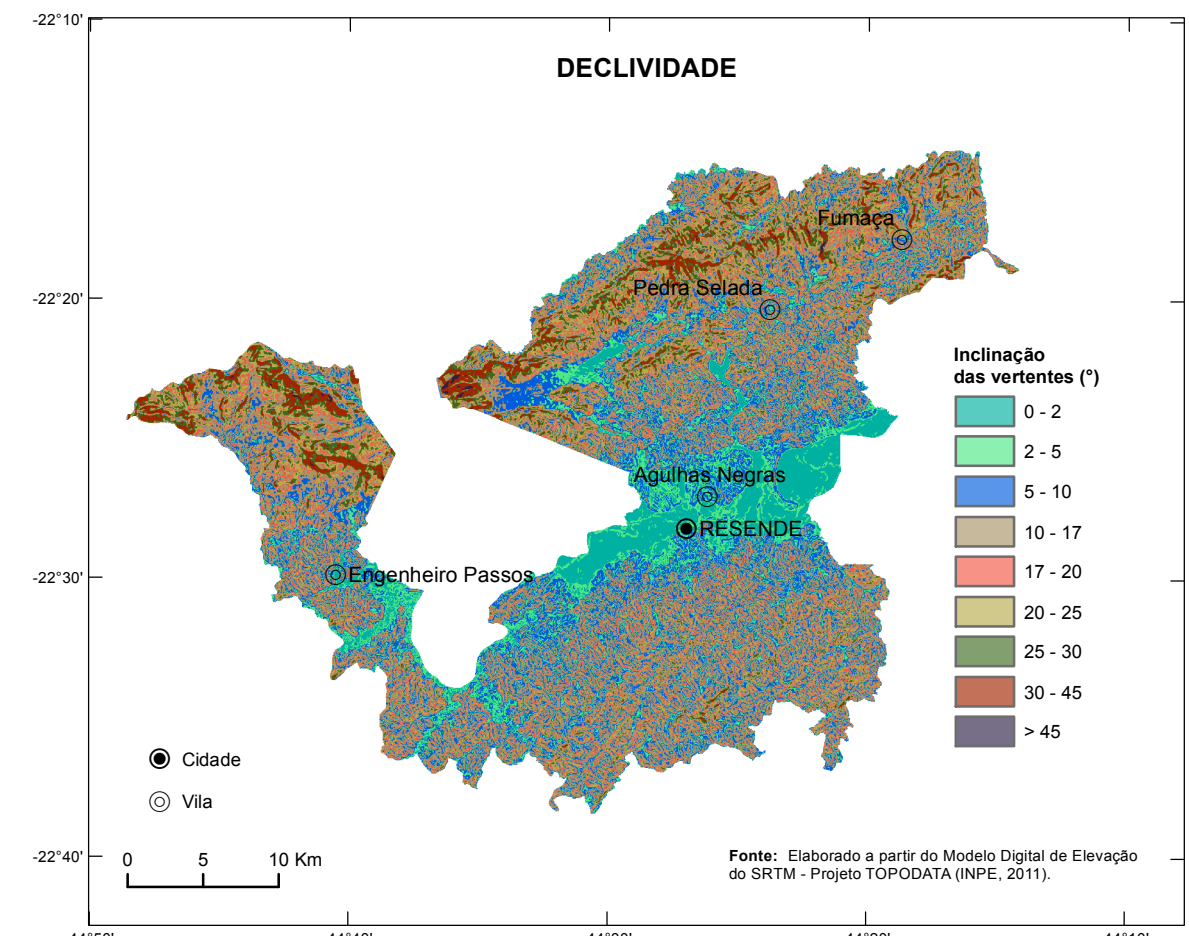 -22°10'
DECLIVIDADE
Fumaça
-22°20'
Pedra Selada
Inclinação
das vertentes (°)
0 - 2
2 - 5
5 - 10
10 - 17
17 - 20
20 - 25
25 - 30
30 - 45
> 45
Agulhas Negras
RESENDE
-22°30'
Engenheiro Passos
Cidade
Vila
-22°40'
0 5 10 Km
Fonte: Elaborado a partir do Modelo Digital de Elevação
do SRTM - Projeto TOPODATA (INPE, 2011).